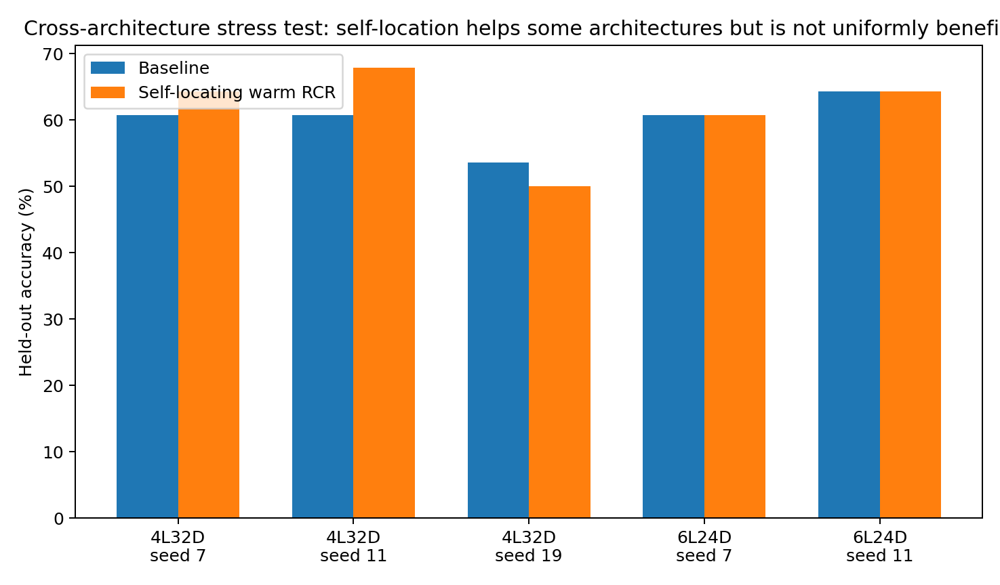 Cross-architecture stress test: self-location helps some architectures but is not uniformly benefi
Baseline
Self-locating warm RCR
Held-out accuracy (%)
70
60
50
40
30
20
10
0
4L32D
seed 7
4L32D
seed 11
4L32D
seed 19
6L24D
seed 7
6L24D
seed 11